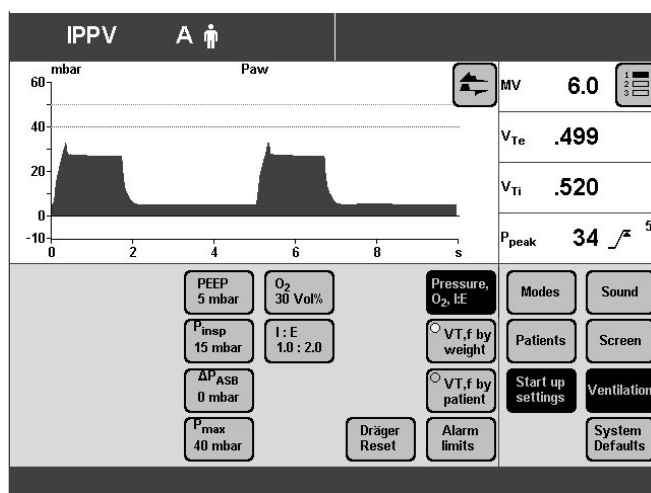 IPPV A
mbar Paw
60
40
20
0
-10
0 2 4 6 8 s
MV 6.0
1
2
3
VTe .499
VTi .520
Ppeak 34 5
PEEP
5 mbar
O2
30 Vol%
Pressure,
O2, I:E
Modes
Sound
Pinsp
15 mbar
I : E
1.0 : 2.0
VT,f by
weight
Patients
Screen
ΔPASB
0 mbar
VT,f by
patient
Start up
settings
Ventilation
Pmax
40 mbar
Dräger
Reset
Alarm
limits
System
Defaults